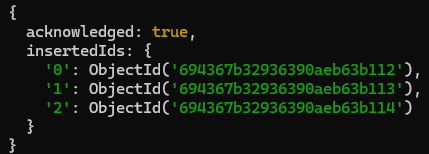 {
  acknowledged: true,
  insertedIds: {
    '0': ObjectId('694367b32936390aeb63b112'),
    '1': ObjectId('694367b32936390aeb63b113'),
    '2': ObjectId('694367b32936390aeb63b114')
  }
}